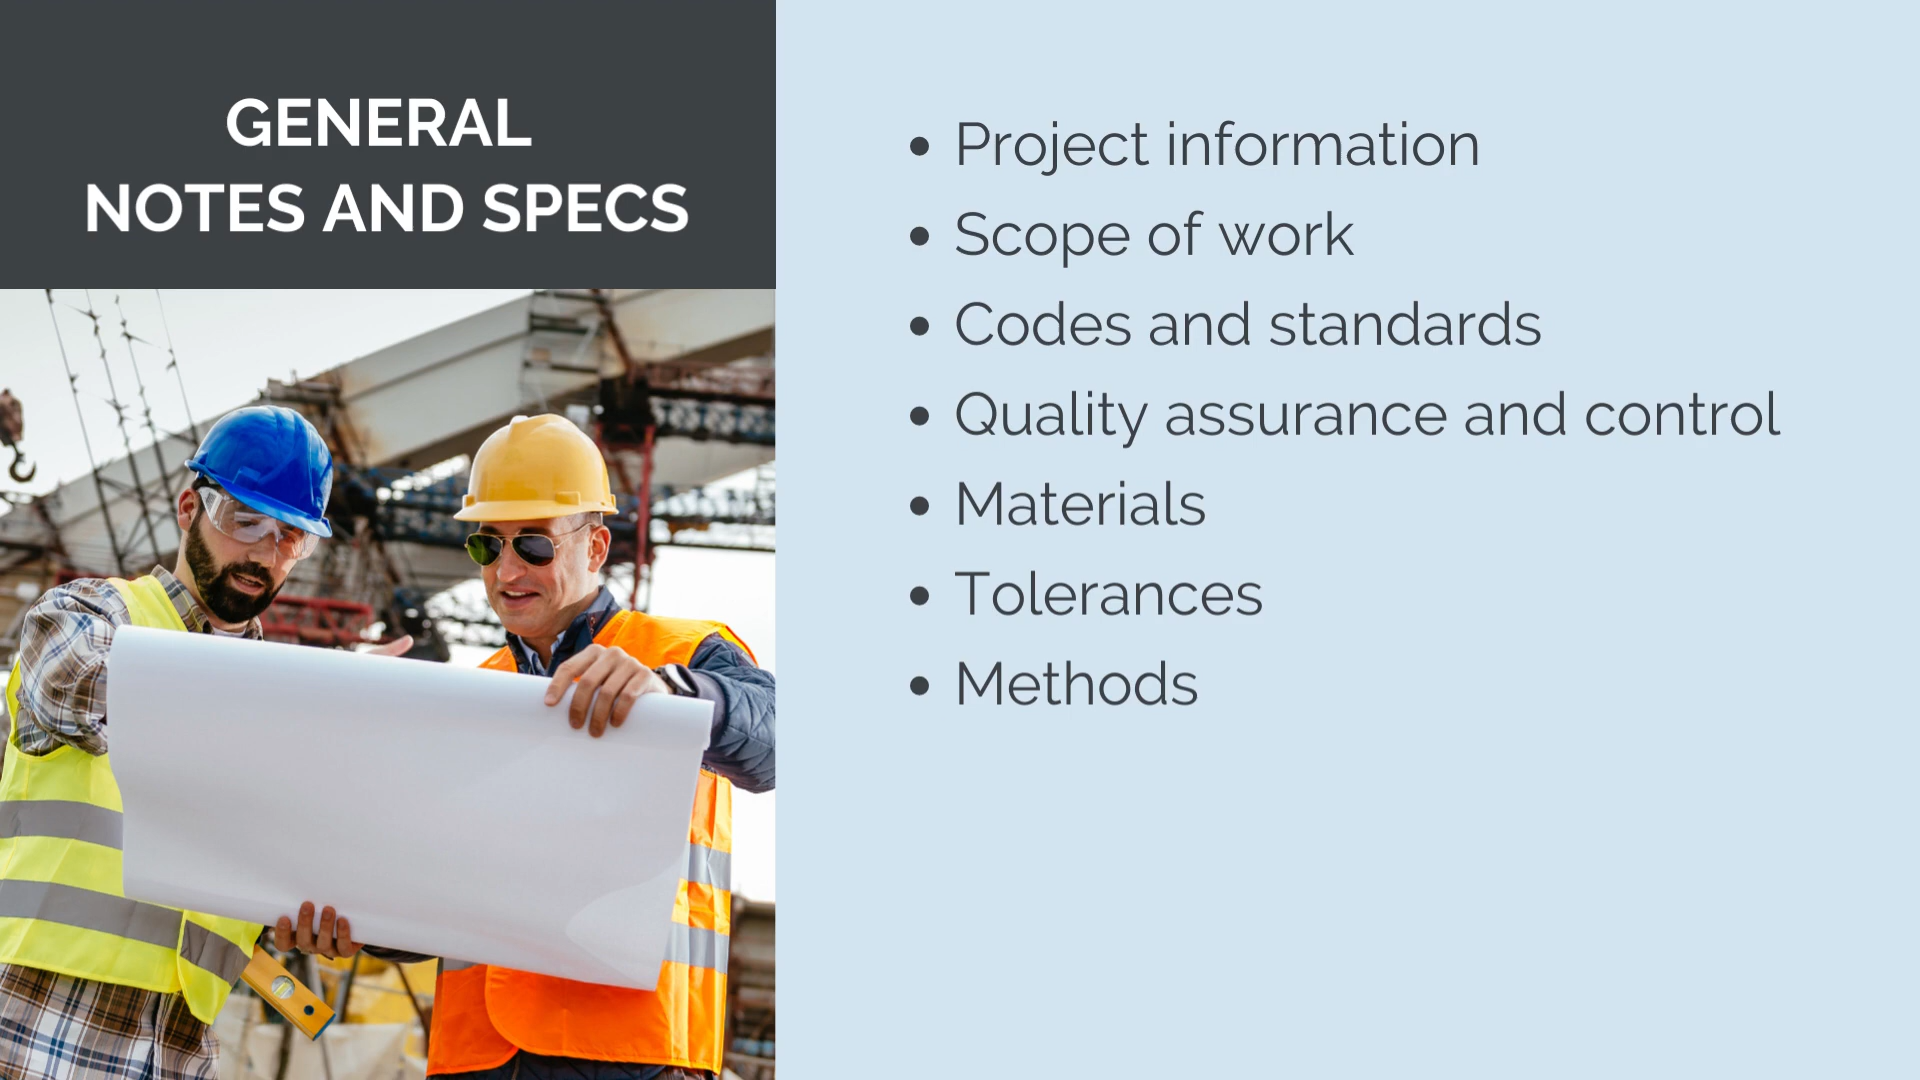 GENERAL
NOTES AND SPECS
• Project information
• Scope of work
• Codes and standards
• Quality assurance and control
• Materials
• Tolerances
• Methods